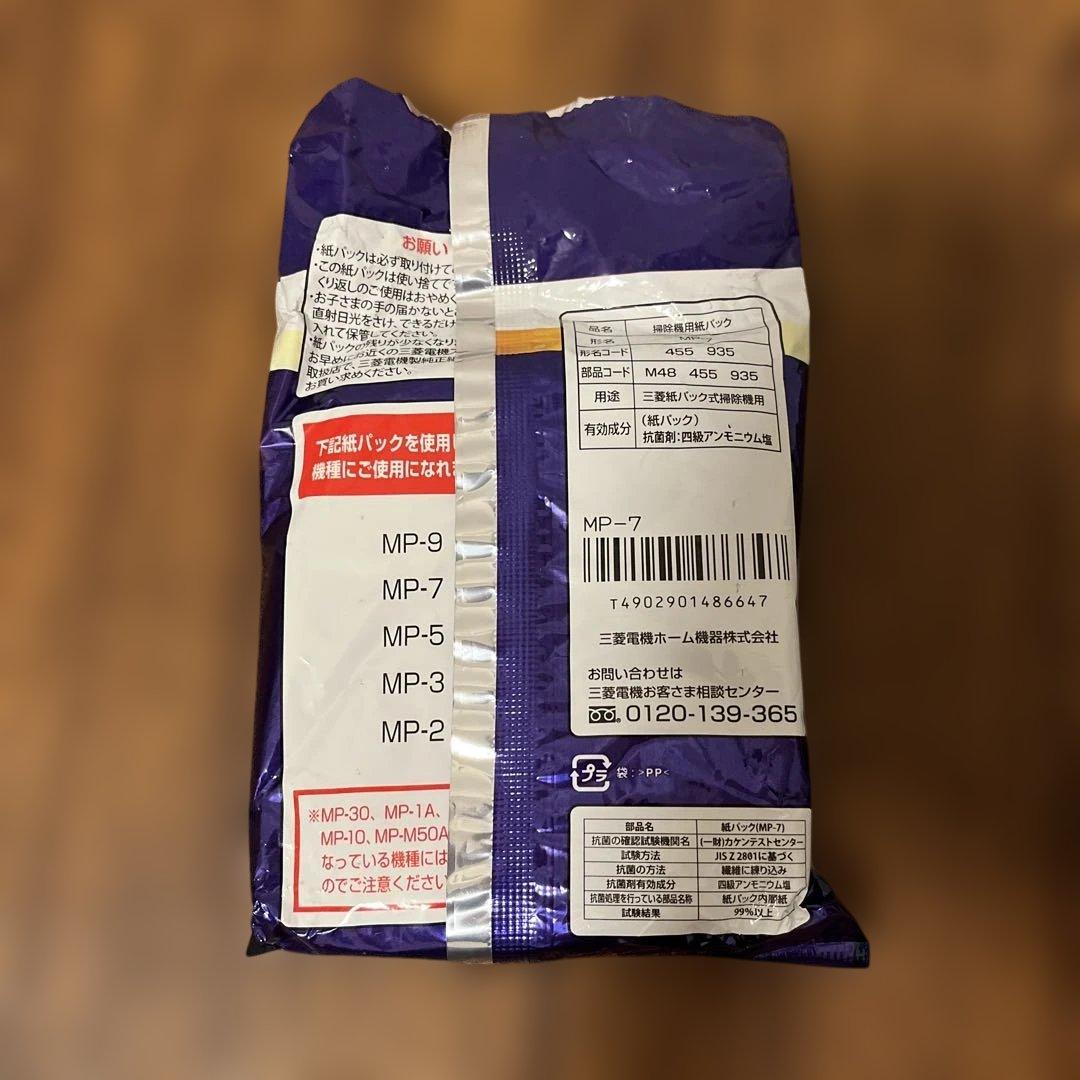 お願い
・紙パックは必ず取り付けて
・この紙パックは使い捨てで
くり返しのご使用はおやめく
・お子さまの手の届かないと
直射日光をさけ、できるだけ
入れて保管してください。
・紙パックの残りが少なくなり
お早めにお近くの三菱電機
取扱店で、三菱電機製純正
お買い求めください。
下記紙パックを使用
機種にご使用になれ
MP-9
MP-7
MP-5
MP-3
MP-2
※MP-30、MP-1A、
MP-10、MP-M50A
なっている機種には
のでご注意ください
品名 掃除機用紙パック
形名 MP-7
形名コード 455 935
部品コード M48 455 935
用途 三菱紙パック式掃除機用
有効成分 (紙パック)
抗菌剤:四級アンモニウム塩
MP-7
T4902901486647
三菱電機ホーム機器株式会社
お問い合わせは
三菱電機お客さま相談センター
0120-139-365
プラ 袋:>PP<
部品名 紙パック(MP-7)
抗菌の確認試験機関名 (一財)カケンテストセンター
試験方法 JIS Z 2801に基づく
抗菌の方法 繊維に練り込み
抗菌剤有効成分 四級アンモニウム塩
抗菌処理を行っている部品名称 紙パック内部紙
試験結果 99%以上